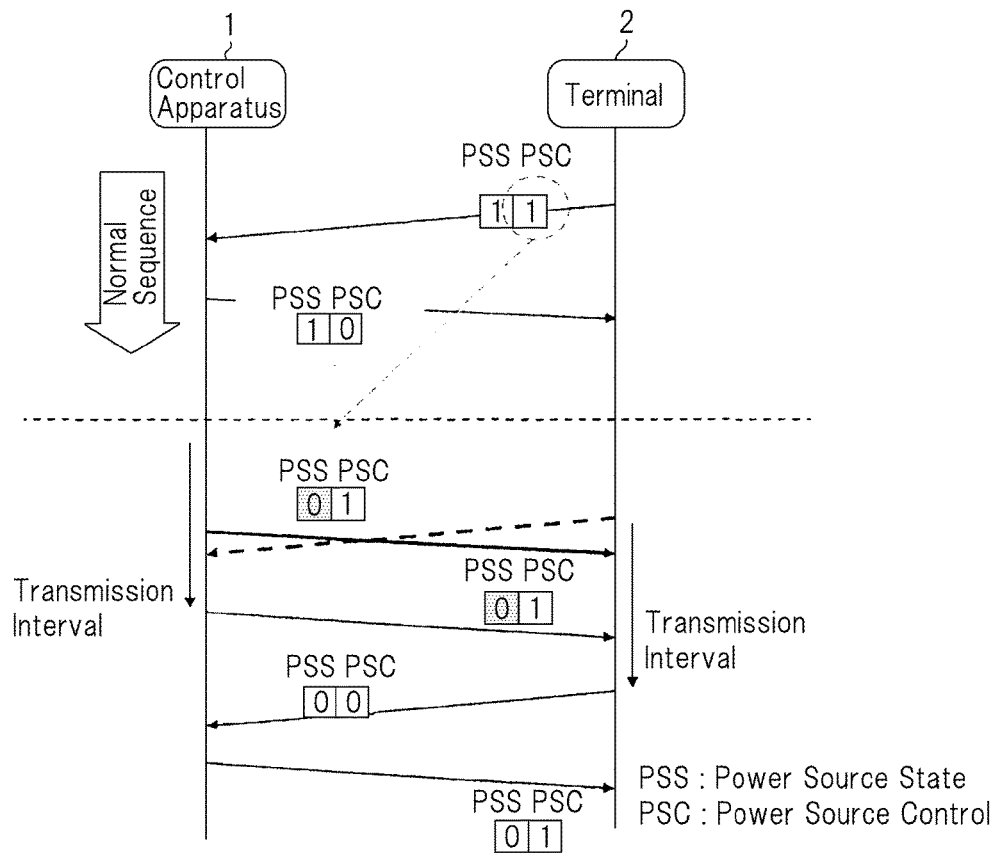 1
2
Control
Apparatus
Terminal
PSS PSC
1 1
Normal
Sequence
PSS PSC
1 0
PSS PSC
0 1
PSS PSC
0 1
Transmission
Interval
Transmission
Interval
PSS PSC
0 0
PSS : Power Source State
PSC : Power Source Control
PSS PSC
0 1